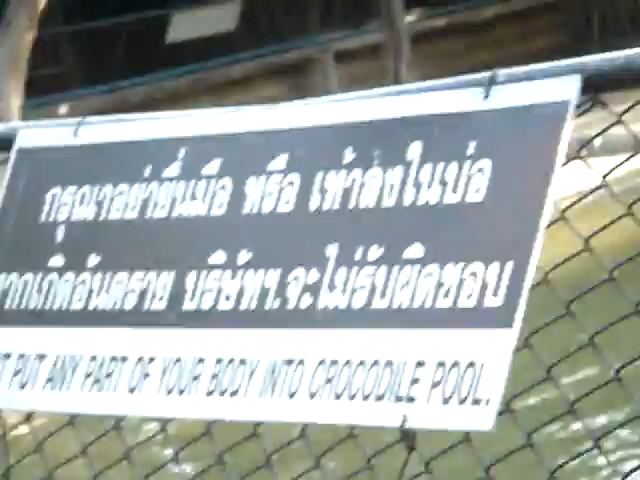 กรุณาอย่ายื่นมือ หรือ เท้าลงในบ่อ
หากเกิดอันตราย บริษัทฯ.จะไม่รับผิดชอบ
PUT ANY PART OF YOUR BODY INTO CROCODILE POOL.